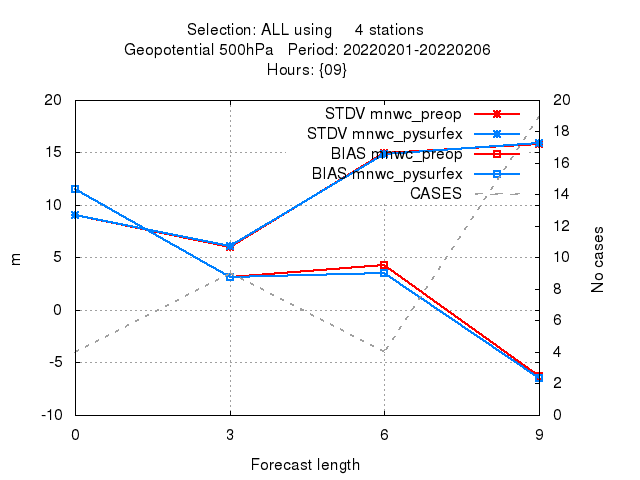 Selection: ALL using 4 stations
Geopotential 500hPa Period: 20220201-20220206
Hours: {09}
STDV mnwc_preop
STDV mnwc_pysurfex
BIAS mnwc_preop
BIAS mnwc_pysurfex
CASES
20
15
10
5
0
-5
-10
m
20
18
16
14
12
10
8
6
4
2
0
No cases
0 3 6 9
Forecast length